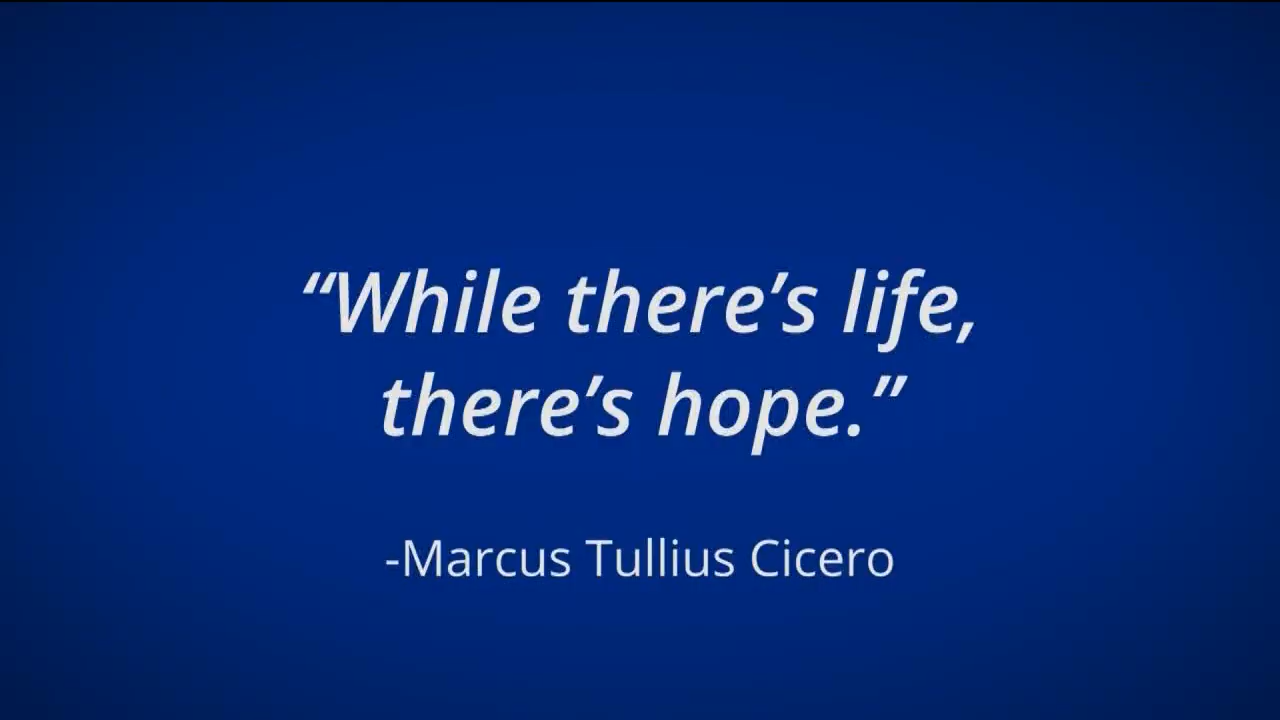 “While there’s life,
there’s hope.”
-Marcus Tullius Cicero